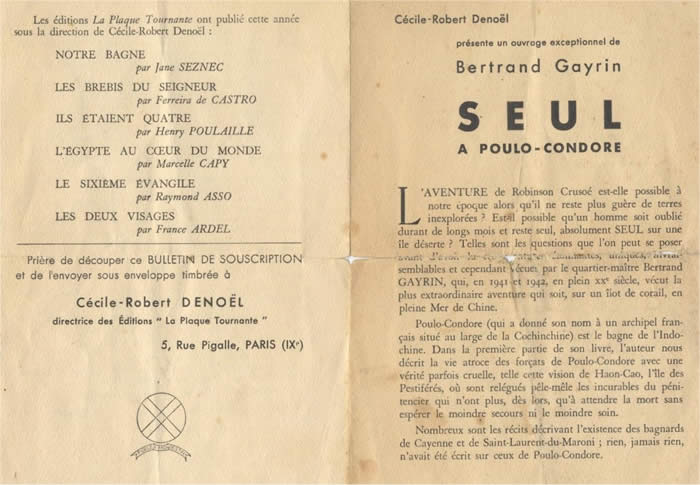 Les éditions La Plaque Tournante ont publié cette année
sous la direction de Cécile-Robert Denoël :
NOTRE BAGNE
par Jane SEZNEC
LES BREBIS DU SEIGNEUR
par Ferreira de CASTRO
ILS ÉTAIENT QUATRE
par Henry POULAILLE
L'ÉGYPTE AU CŒUR DU MONDE
par Marcelle CAPY
LE SIXIÈME ÉVANGILE
par Raymond ASSO
LES DEUX VISAGES
par France ARDEL
Prière de découper ce BULLETIN DE SOUSCRIPTION
et de l'envoyer sous enveloppe timbrée à
Cécile-Robert DENOËL
directrice des Éditions " La Plaque Tournante "
5, Rue Pigalle, PARIS (IXe)
Cécile-Robert Denoël
présente un ouvrage exceptionnel de
Bertrand Gayrin
SEUL
A POULO-CONDORE
L'AVENTURE de Robinson Crusoé est-elle possible à
notre époque alors qu'il ne reste plus guère de terres
inexplorées ? Est-il possible qu'un homme soit oublié
durant de longs mois et reste seul, absolument SEUL sur une
île déserte ? Telles sont les questions que l'on peut se poser
avant d'avoir lu uniques, invrai-
semblables et cependant vécues par le quartier-maître Bertrand
GAYRIN, qui, en 1941 et 1942, en plein XXe siècle, vécut la
plus extraordinaire aventure qui soit, sur un îlot de corail, en
pleine Mer de Chine.
Poulo-Condore (qui a donné son nom à un archipel fran-
çais situé au large de la Cochinchine) est le bagne de l'Indo-
chine. Dans la première partie de son livre, l'auteur nous
décrit la vie atroce des forçats de Poulo-Condore avec une
vérité parfois cruelle, telle cette vision de Haon-Cao, l'île des
Pestiférés, où sont relégués pêle-mêle les incurables du péni-
tencier qui n'ont plus, dès lors, qu'à attendre la mort sans
espérer le moindre secours ni le moindre soin.
Nombreux sont les récits décrivant l'existence des bagnards
de Cayenne et de Saint-Laurent-du-Maroni ; rien, jamais rien,
n'avait été écrit sur ceux de Poulo-Condore.